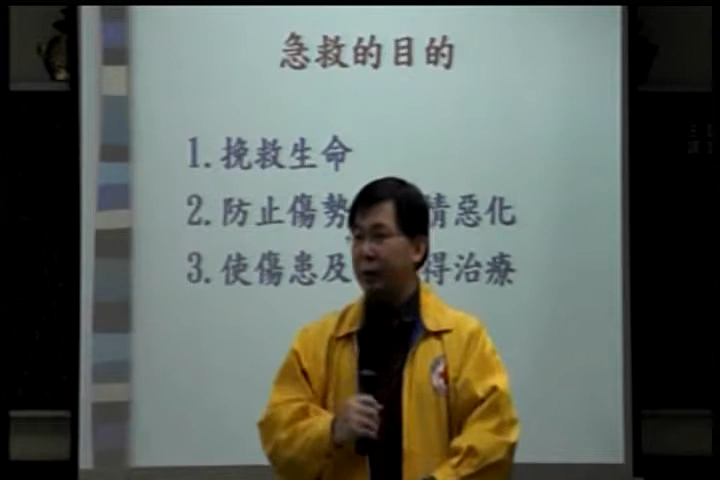 急救的目的
1.挽救生命
2.防止傷勢 情惡化
3.使傷患及 得治療